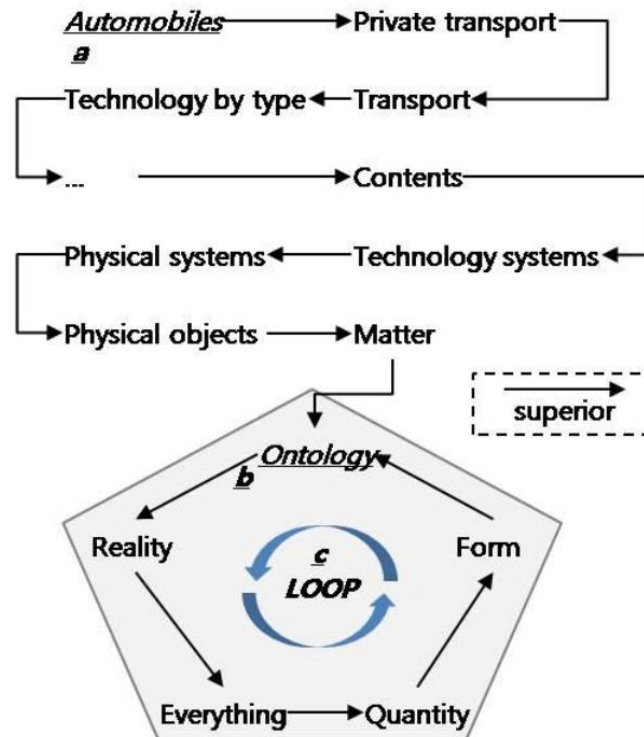 Automobiles Private transport
a
Technology by type Transport
... Contents
Physical systems Technology systems
Physical objects Matter
superior
Ontology
b
Reality Form
c
LOOP
Everything Quantity